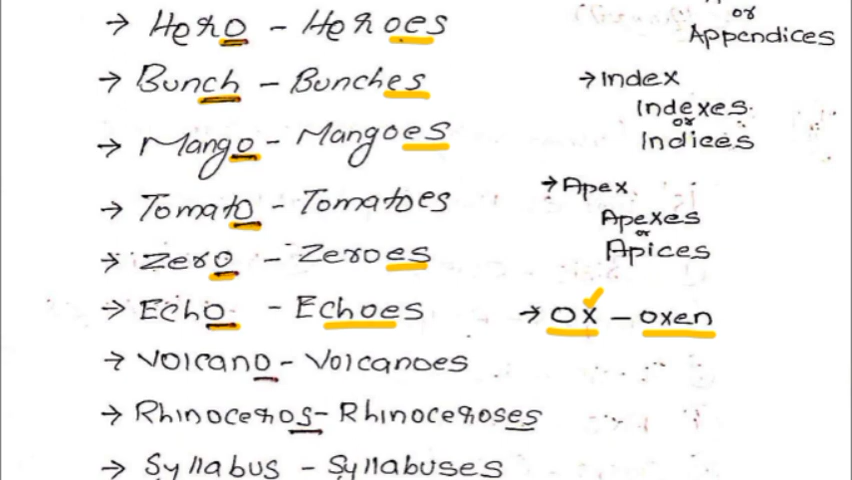 → Hero - Heroes
→ Bunch - Bunches
→ Mango - Mangoes
→ Tomato - Tomatoes
→ Zero - Zeroes
→ Echo - Echoes
→ Volcano - Volcanoes
→ Rhinoceros - Rhinoceroses
→ Syllabus - Syllabuses
or
Appendices
→ Index
Indexes
or
Indices
→ Apex
Apexes
or
Apices
→ Ox - oxen